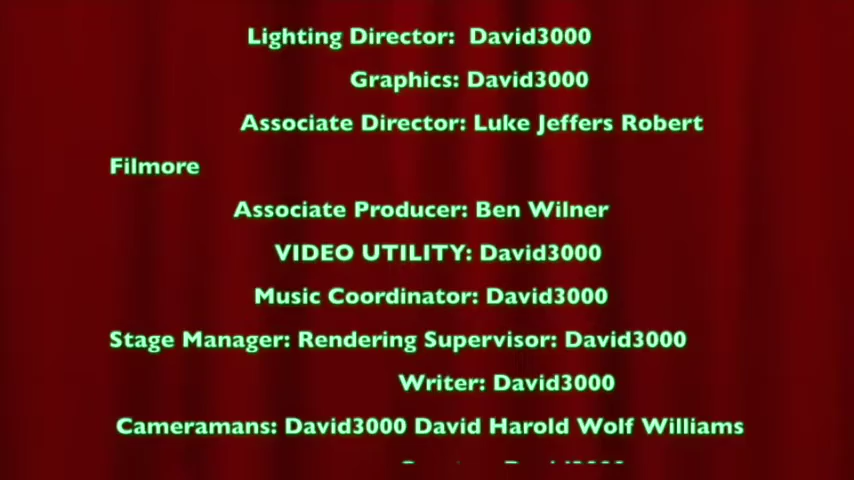 Lighting Director:  David3000
Graphics: David3000
Associate Director: Luke Jeffers Robert
Filmore
Associate Producer: Ben Wilner
VIDEO UTILITY: David3000
Music Coordinator: David3000
Stage Manager: Rendering Supervisor: David3000
Writer: David3000
Cameramans: David3000 David Harold Wolf Williams